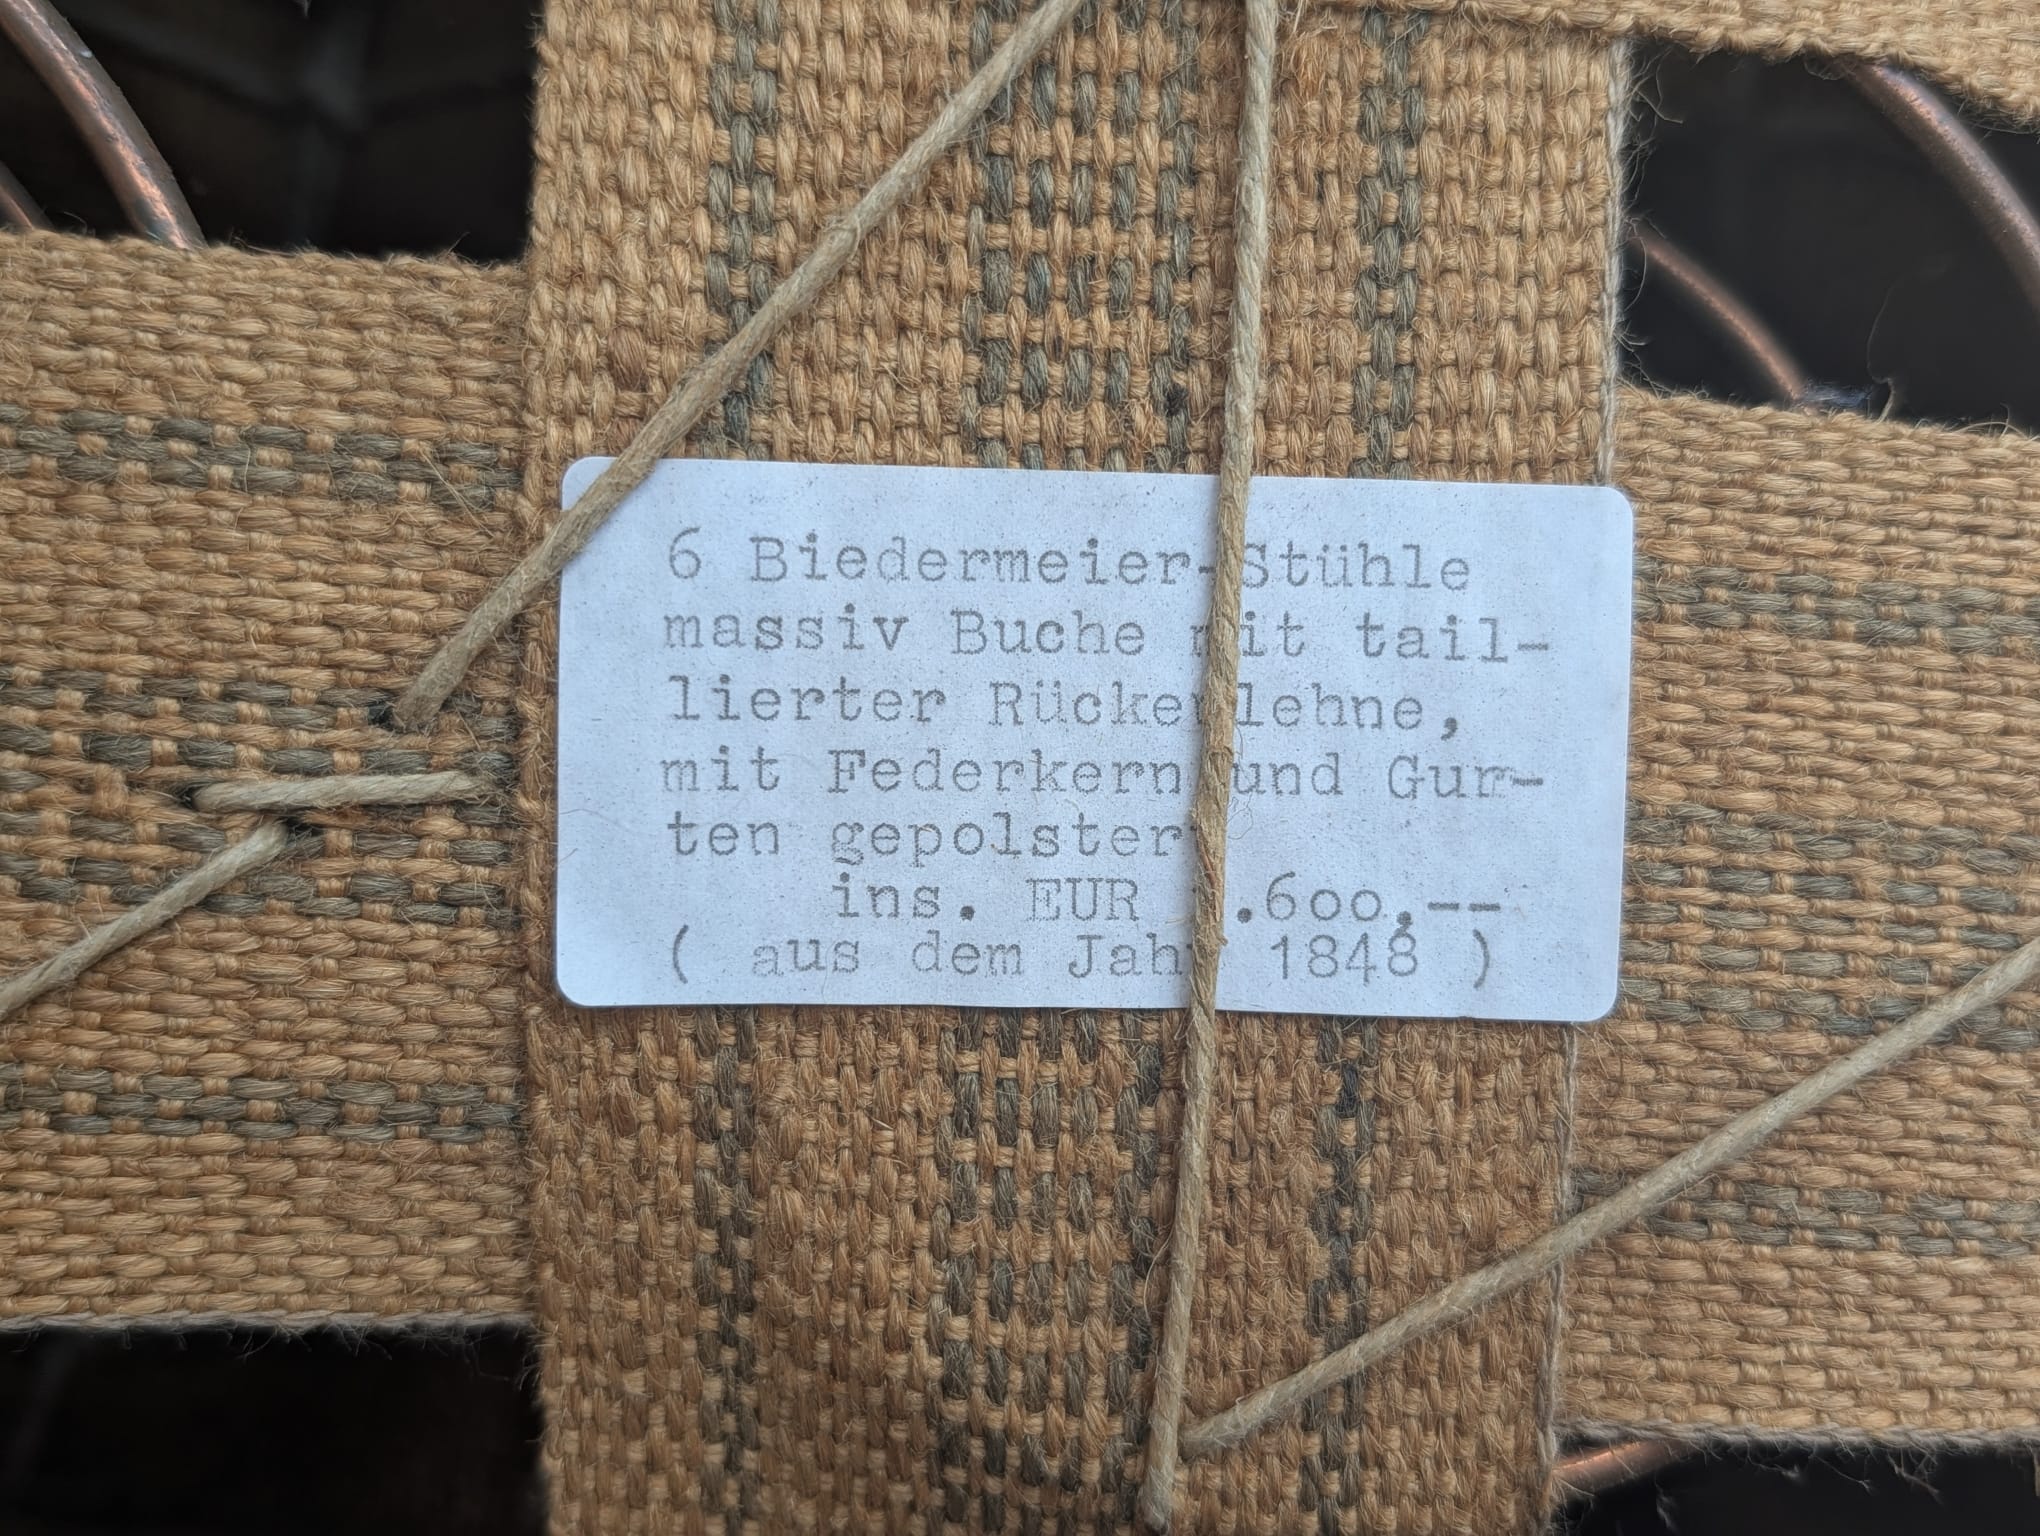 6 Biedermeier-Stühle
massiv Buche mit tail-
lierter Rückenlehne,
mit Federkern und Gur-
ten gepolstert
ins. EUR .600,--
( aus dem Jahr 1848 )